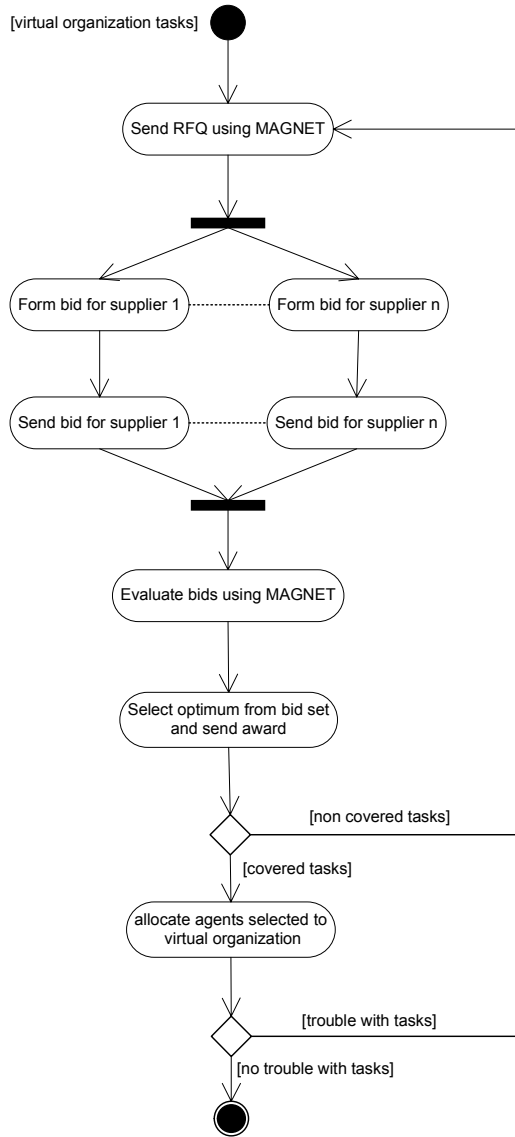 [virtual organization tasks]
Send RFQ using MAGNET
Form bid for supplier 1
Form bid for supplier n
Send bid for supplier 1
Send bid for supplier n
Evaluate bids using MAGNET
Select optimum from bid set
and send award
[non covered tasks]
[covered tasks]
allocate agents selected to
virtual organization
[trouble with tasks]
[no trouble with tasks]